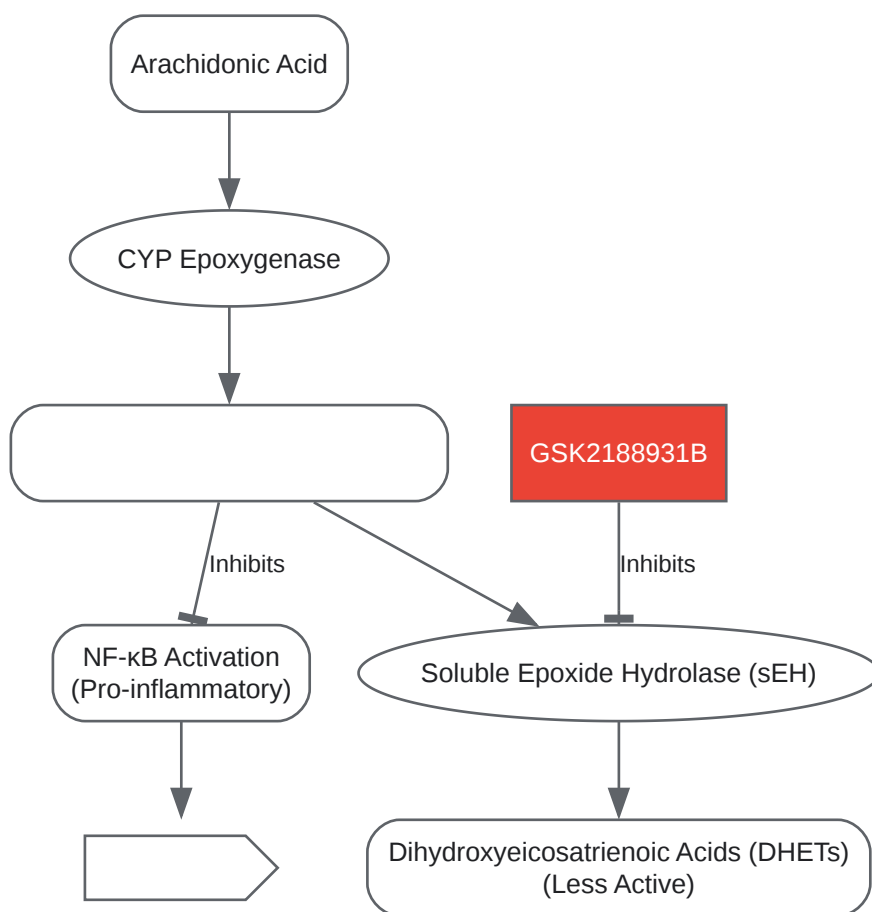 Arachidonic Acid
CYP Epoxygenase
GSK2188931B
Inhibits
Inhibits
NF-κB Activation
(Pro-inflammatory)
Soluble Epoxide Hydrolase (sEH)
Dihydroxyeicosatrienoic Acids (DHETs)
(Less Active)